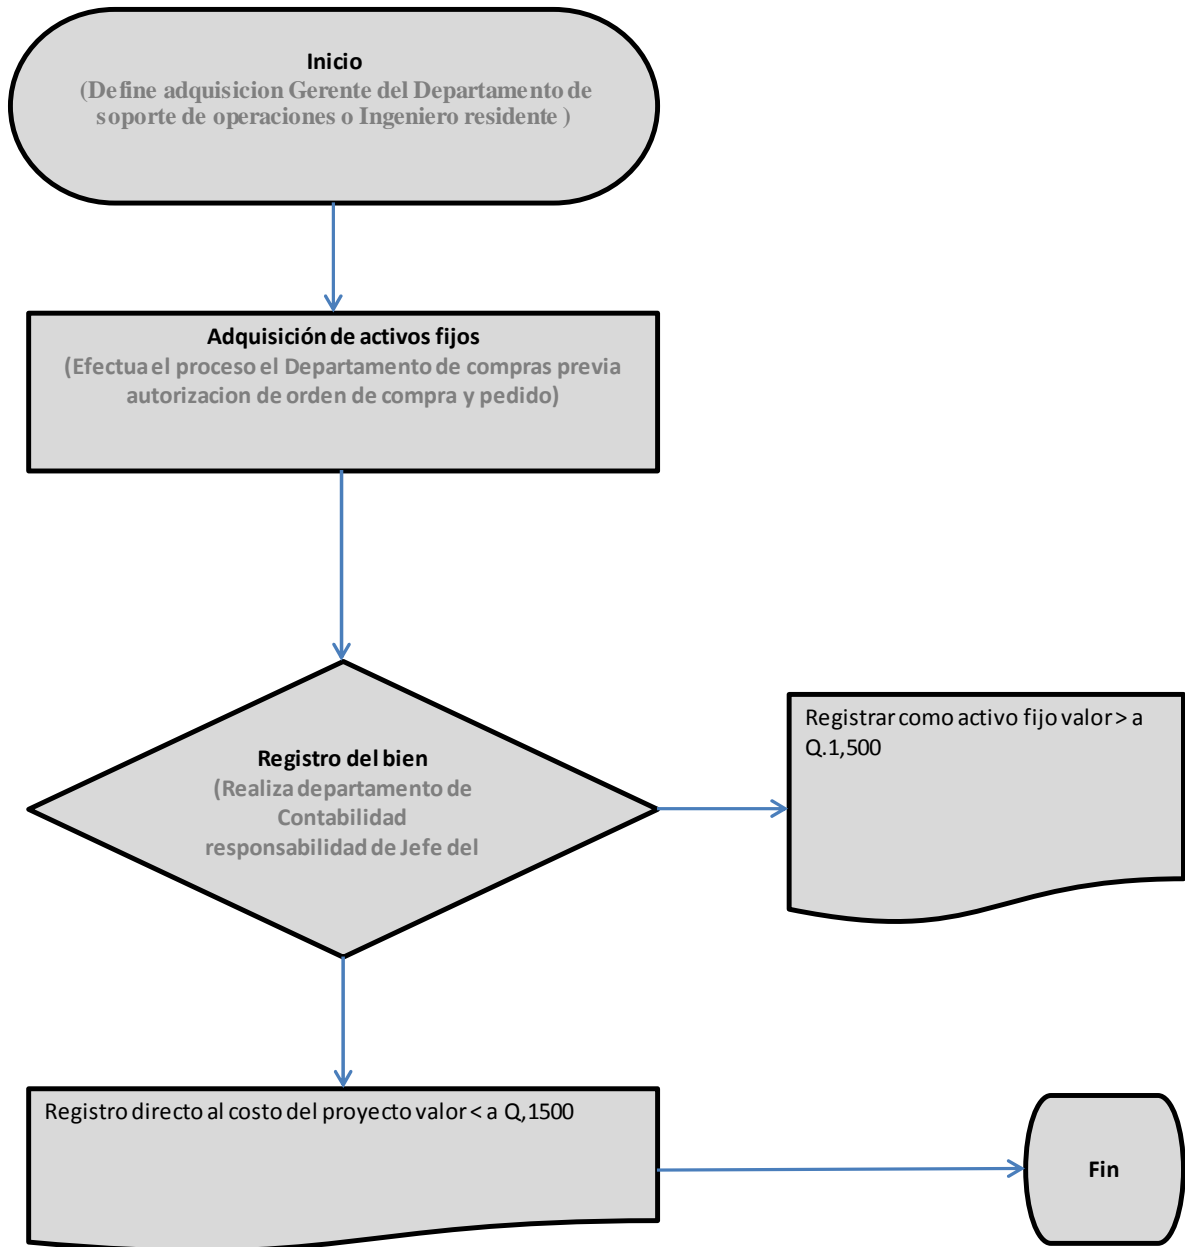 Inicio
(Define adquisicion Gerente del Departamento de
soporte de operaciones o Ingeniero residente )
Adquisición de activos fijos
(Efectua el proceso el Departamento de compras previa
autorizacion de orden de compra y pedido)
Registro del bien
(Realiza departamento de
Contabilidad
responsabilidad de Jefe del
Registrar como activo fijo valor > a
Q.1,500
Registro directo al costo del proyecto valor < a Q,1500
Fin